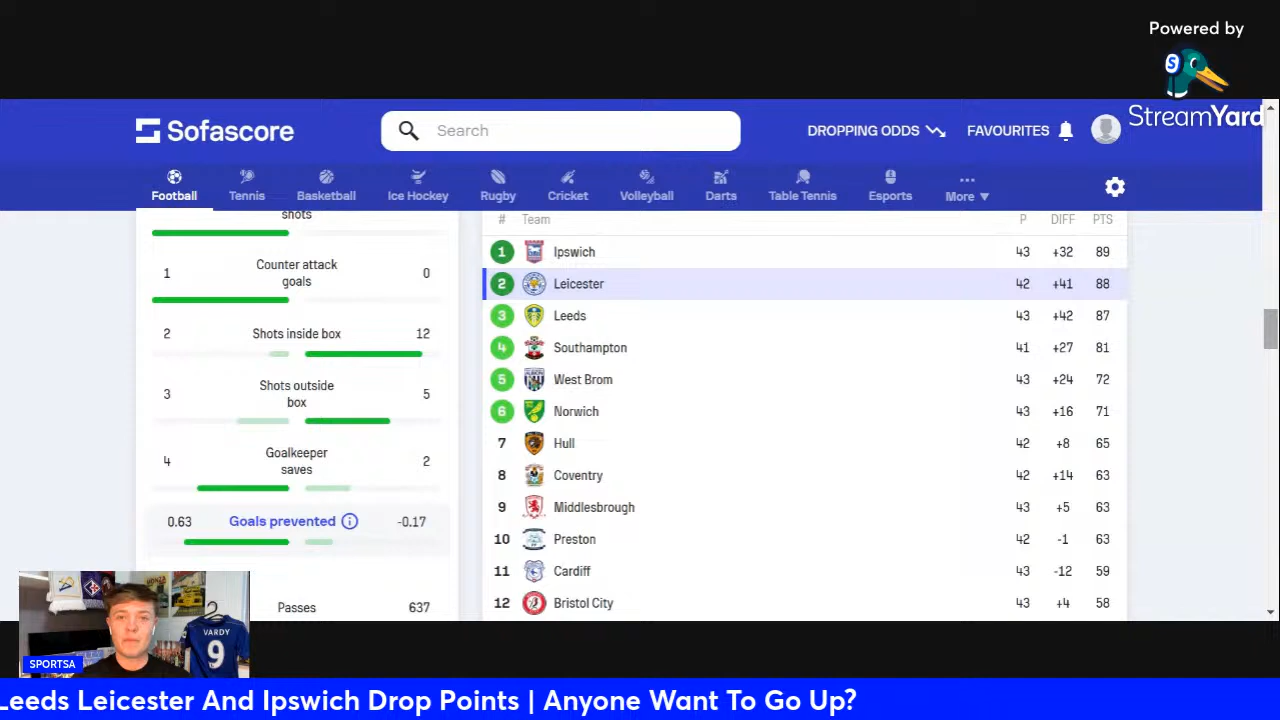 Powered by
StreamYard
Sofascore
Search
DROPPING ODDS
FAVOURITES
Football
Tennis
Basketball
Ice Hockey
Rugby
Cricket
Volleyball
Darts
Table Tennis
Esports
More
shots
1 Counter attack goals 0
2 Shots inside box 12
3 Shots outside box 5
4 Goalkeeper saves 2
0.63 Goals prevented -0.17
Passes 637
# Team P DIFF PTS
1 Ipswich 43 +32 89
2 Leicester 42 +41 88
3 Leeds 43 +42 87
4 Southampton 41 +27 81
5 West Brom 43 +24 72
6 Norwich 43 +16 71
7 Hull 42 +8 65
8 Coventry 42 +14 63
9 Middlesbrough 43 +5 63
10 Preston 42 -1 63
11 Cardiff 43 -12 59
12 Bristol City 43 +4 58
VARDY
9
SPORTSA
Leeds Leicester And Ipswich Drop Points | Anyone Want To Go Up?